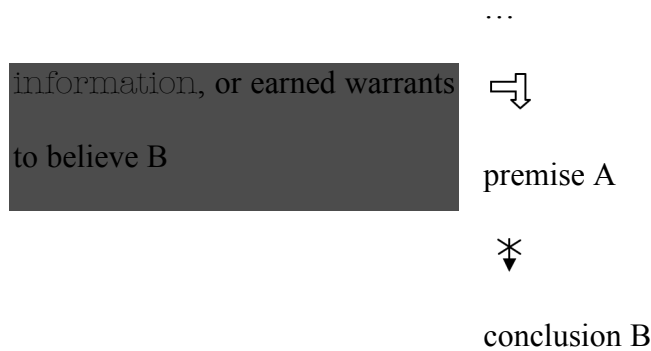 …
information, or earned warrants
to believe B
premise A
conclusion B